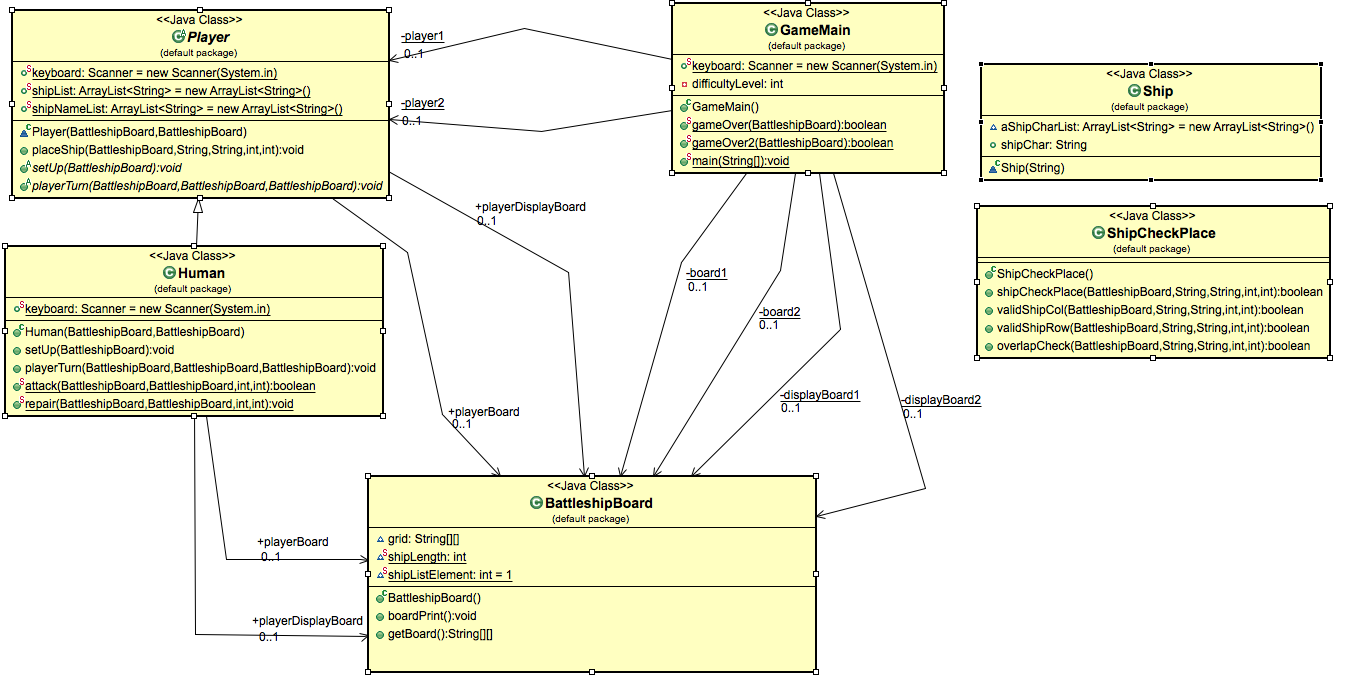 <<Java Class>>
Player
(default package)
keyboard: Scanner = new Scanner(System.in)
shipList: ArrayList<String> = new ArrayList<String>()
shipNameList: ArrayList<String> = new ArrayList<String>()
Player(BattleshipBoard,BattleshipBoard)
placeShip(BattleshipBoard,String,String,int,int):void
setUp(BattleshipBoard):void
playerTurn(BattleshipBoard,BattleshipBoard,BattleshipBoard):void
-player1
0..1
-player2
0..1
<<Java Class>>
GameMain
(default package)
keyboard: Scanner = new Scanner(System.in)
difficultyLevel: int
GameMain()
gameOver(BattleshipBoard):boolean
gameOver2(BattleshipBoard):boolean
main(String[]):void
<<Java Class>>
Ship
(default package)
aShipCharList: ArrayList<String> = new ArrayList<String>()
shipChar: String
Ship(String)
<<Java Class>>
ShipCheckPlace
(default package)
ShipCheckPlace()
shipCheckPlace(BattleshipBoard,String,String,int,int):boolean
validShipCol(BattleshipBoard,String,String,int,int):boolean
validShipRow(BattleshipBoard,String,String,int,int):boolean
overlapCheck(BattleshipBoard,String,String,int,int):boolean
+playerDisplayBoard
0..1
<<Java Class>>
Human
(default package)
keyboard: Scanner = new Scanner(System.in)
Human(BattleshipBoard,BattleshipBoard)
setUp(BattleshipBoard):void
playerTurn(BattleshipBoard,BattleshipBoard,BattleshipBoard):void
attack(BattleshipBoard,BattleshipBoard,int,int):boolean
repair(BattleshipBoard,BattleshipBoard,int,int):void
-board1
0..1
-board2
0..1
-displayBoard1
0..1
-displayBoard2
0..1
+playerBoard
0..1
+playerBoard
0..1
+playerDisplayBoard
0..1
<<Java Class>>
BattleshipBoard
(default package)
grid: String[][]
shipLength: int
shipListElement: int = 1
BattleshipBoard()
boardPrint():void
getBoard():String[][]